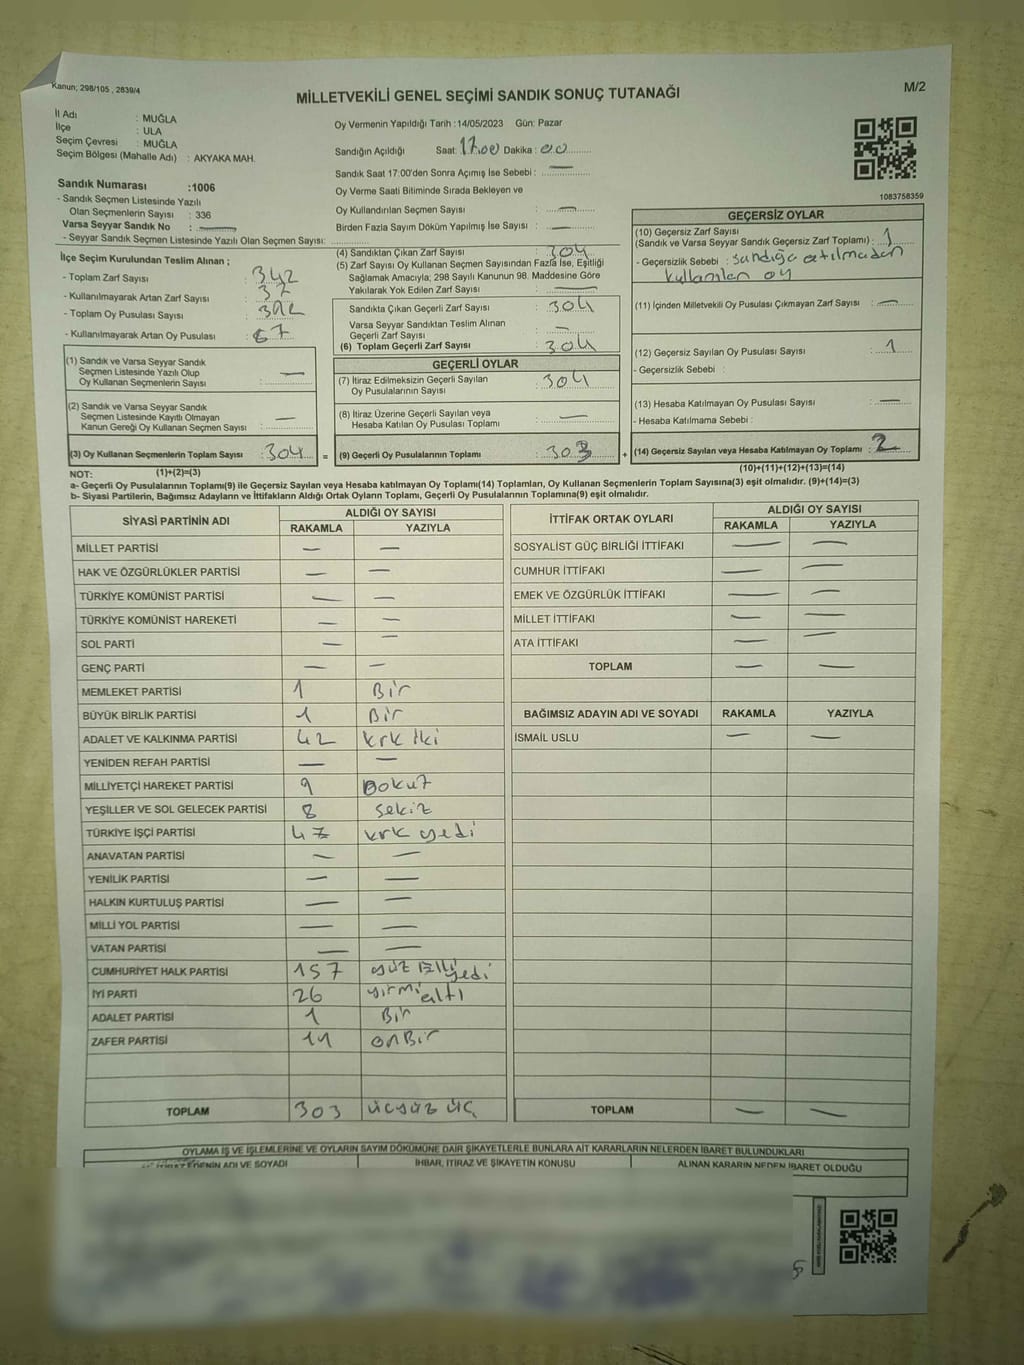 Kanun; 298/105 , 2839/4
MİLLETVEKİLİ GENEL SEÇİMİ SANDIK SONUÇ TUTANAĞI
M/2
İl Adı : MUĞLA
İlçe : ULA
Seçim Çevresi : MUĞLA
Seçim Bölgesi (Mahalle Adı) : AKYAKA MAH.
Sandık Numarası :1006
- Sandık Seçmen Listesinde Yazılı
Olan Seçmenlerin Sayısı : 336
Varsa Seyyar Sandık No : —
- Seyyar Sandık Seçmen Listesinde Yazılı Olan Seçmen Sayısı:
Oy Vermenin Yapıldığı Tarih :14/05/2023 Gün: Pazar
Sandığın Açıldığı Saat: 17.00 Dakika : 00
Sandık Saat 17:00'den Sonra Açımış İse Sebebi : —
Oy Verme Saati Bitiminde Sırada Bekleyen ve
Oy Kullandırılan Seçmen Sayısı : —
Birden Fazla Sayım Döküm Yapılmış İse Sayısı : —
1083758359
İlçe Seçim Kurulundan Teslim Alınan ;
- Toplam Zarf Sayısı : 342
- Kullanılmayarak Artan Zarf Sayısı : 37
- Toplam Oy Pusulası Sayısı :
- Kullanılmayarak Artan Oy Pusulası : 67
(1) Sandık ve Varsa Seyyar Sandık
Seçmen Listesinde Yazılı Olup
Oy Kullanan Seçmenlerin Sayısı : —
(2) Sandık ve Varsa Seyyar Sandık
Seçmen Listesinde Kayıtlı Olmayan
Kanun Gereği Oy Kullanan Seçmen Sayısı : —
(3) Oy Kullanan Seçmenlerin Toplam Sayısı : 304 =
(4) Sandıktan Çıkan Zarf Sayısı : 304
(5) Zarf Sayısı Oy Kullanan Seçmen Sayısından Fazla İse, Eşitliği
Sağlamak Amacıyla; 298 Sayılı Kanunun 98. Maddesine Göre
Yakılarak Yok Edilen Zarf Sayısı : —
Sandıkta Çıkan Geçerli Zarf Sayısı : 304
Varsa Seyyar Sandıktan Teslim Alınan
Geçerli Zarf Sayısı : —
(6) Toplam Geçerli Zarf Sayısı : 304
GEÇERLİ OYLAR
(7) İtiraz Edilmeksizin Geçerli Sayılan
Oy Pusulalarının Sayısı : 304
(8) İtiraz Üzerine Geçerli Sayılan veya
Hesaba Katılan Oy Pusulaları Toplamı : —
(9) Geçerli Oy Pusulalarının Toplamı : 303 +
GEÇERSİZ OYLAR
(10) Geçersiz Zarf Sayısı
(Sandık ve Varsa Seyyar Sandık Geçersiz Zarf Toplamı) : 1
- Geçersizlik Sebebi : Sandığa atılmadan
kullanılan oy
(11) İçinden Milletvekili Oy Pusulası Çıkmayan Zarf Sayısı : —
(12) Geçersiz Sayılan Oy Pusulası Sayısı : 1
- Geçersizlik Sebebi :
(13) Hesaba Katılmayan Oy Pusulası Sayısı : —
- Hesaba Katılmama Sebebi :
(14) Geçersiz Sayılan veya Hesaba Katılmayan Oy Toplamı : 2
NOT: (1)+(2)=(3)
(10)+(11)+(12)+(13)=(14)
a- Geçerli Oy Pusulalarının Toplamı(9) ile Geçersiz Sayılan veya Hesaba Katılmayan Oy Toplamı(14) Toplamları, Oy Kullanan Seçmenlerin Toplam Sayısına(3) eşit olmalıdır. (9)+(14)=(3)
b- Siyasi Partilerin, Bağımsız Adayların ve İttifakların Aldığı Ortak Oyların Toplamı, Geçerli Oy Pusulalarının Toplamına(9) eşit olmalıdır.
SİYASİ PARTİNİN ADI ALDIĞI OY SAYISI
RAKAMLA YAZIYLA
MİLLET PARTİSİ — —
HAK VE ÖZGÜRLÜKLER PARTİSİ — —
TÜRKİYE KOMÜNİST PARTİSİ — —
TÜRKİYE KOMÜNİST HAREKETİ — —
SOL PARTİ — —
GENÇ PARTİ — —
MEMLEKET PARTİSİ 1 Bir
BÜYÜK BİRLİK PARTİSİ 1 Bir
ADALET VE KALKINMA PARTİSİ 42 kırk iki
YENİDEN REFAH PARTİSİ — —
MİLLİYETÇİ HAREKET PARTİSİ 9 Dokuz
YEŞİLLER VE SOL GELECEK PARTİSİ 8 Sekiz
TÜRKİYE İŞÇİ PARTİSİ 47 kırk yedi
ANAVATAN PARTİSİ — —
YENİLİK PARTİSİ — —
HALKIN KURTULUŞ PARTİSİ — —
MİLLİ YOL PARTİSİ — —
VATAN PARTİSİ — —
CUMHURİYET HALK PARTİSİ 157 yüz Elli yedi
İYİ PARTİ 26 yirmi altı
ADALET PARTİSİ 1 Bir
ZAFER PARTİSİ 11 onBir
TOPLAM 303 üçyüz üç
İTTİFAK ORTAK OYLARI ALDIĞI OY SAYISI
RAKAMLA YAZIYLA
SOSYALİST GÜÇ BİRLİĞİ İTTİFAKI — —
CUMHUR İTTİFAKI — —
EMEK VE ÖZGÜRLÜK İTTİFAKI — —
MİLLET İTTİFAKI — —
ATA İTTİFAKI — —
TOPLAM — —
BAĞIMSIZ ADAYIN ADI VE SOYADI RAKAMLA YAZIYLA
İSMAİL USLU — —
TOPLAM — —
OYLAMA İŞ VE İŞLEMLERİNE VE OYLARIN SAYIM DÖKÜMÜNE DAİR ŞİKAYETLERLE BUNLARA AİT KARARLARIN NELERDEN İBARET BULUNDUKLARI
ADI VE SOYADI İHBAR, İTİRAZ VE ŞİKAYETİN KONUSU ALINAN KARARIN NEDEN İBARET OLDUĞU